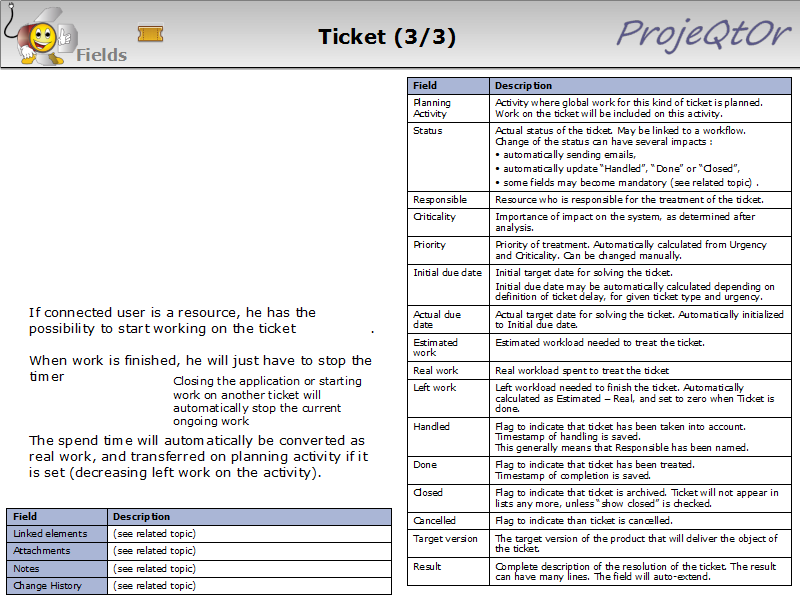 Fields
Ticket (3/3)
ProjeQtOr
If connected user is a resource, he has the
possibility to start working on the ticket .
When work is finished, he will just have to stop the
timer
Closing the application or starting
work on another ticket will
automatically stop the current
ongoing work
The spend time will automatically be converted as
real work, and transferred on planning activity if it
is set (decreasing left work on the activity).
Field Description
Linked elements (see related topic)
Attachments (see related topic)
Notes (see related topic)
Change History (see related topic)
Field Description
Planning Activity where global work for this kind of ticket is planned.
Activity Work on the ticket will be included on this activity.
Status Actual status of the ticket. May be linked to a workflow.
Change of the status can have several impacts :
• automatically sending emails,
• automatically update “Handled”, “Done” or “Closed”,
• some fields may become mandatory (see related topic) .
Responsible Resource who is responsible for the treatment of the ticket.
Criticality Importance of impact on the system, as determined after
analysis.
Priority Priority of treatment. Automatically calculated from Urgency
and Criticality. Can be changed manually.
Initial due date Initial target date for solving the ticket.
Initial due date may be automatically calculated depending on
definition of ticket delay, for given ticket type and urgency.
Actual due Actual target date for solving the ticket. Automatically initialized
date to Initial due date.
Estimated Estimated workload needed to treat the ticket.
work
Real work Real workload spent to treat the ticket
Left work Left workload needed to finish the ticket. Automatically
calculated as Estimated – Real, and set to zero when Ticket is
done.
Handled Flag to indicate that ticket has been taken into account.
Timestamp of handling is saved.
This generally means that Responsible has been named.
Done Flag to indicate that ticket has been treated.
Timestamp of completion is saved.
Closed Flag to indicate that ticket is archived. Ticket will not appear in
lists any more, unless “show closed” is checked.
Cancelled Flag to indicate than ticket is cancelled.
Target version The target version of the product that will deliver the object of
the ticket.
Result Complete description of the resolution of the ticket. The result
can have many lines. The field will auto-extend.